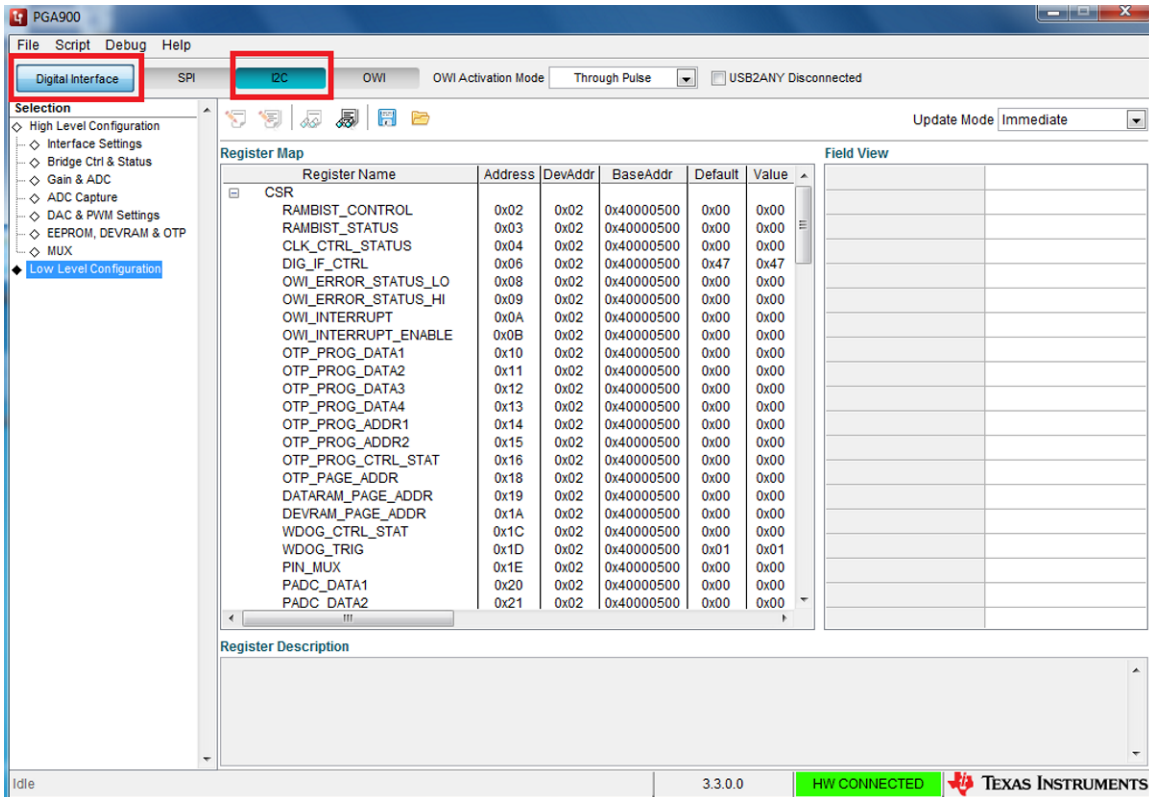 PGA900
File Script Debug Help
Digital Interface SPI I2C OWI OWI Activation Mode Through Pulse USB2ANY Disconnected
Selection
High Level Configuration
Interface Settings
Bridge Ctrl & Status
Gain & ADC
ADC Capture
DAC & PWM Settings
EEPROM, DEVRAM & OTP
MUX
Low Level Configuration
Update Mode Immediate
Register Map
Register Name Address DevAddr BaseAddr Default Value
CSR
RAMBIST_CONTROL 0x02 0x02 0x40000500 0x00 0x00
RAMBIST_STATUS 0x03 0x02 0x40000500 0x00 0x00
CLK_CTRL_STATUS 0x04 0x02 0x40000500 0x00 0x00
DIG_IF_CTRL 0x06 0x02 0x40000500 0x47 0x47
OWI_ERROR_STATUS_LO 0x08 0x02 0x40000500 0x00 0x00
OWI_ERROR_STATUS_HI 0x09 0x02 0x40000500 0x00 0x00
OWI_INTERRUPT 0x0A 0x02 0x40000500 0x00 0x00
OWI_INTERRUPT_ENABLE 0x0B 0x02 0x40000500 0x00 0x00
OTP_PROG_DATA1 0x10 0x02 0x40000500 0x00 0x00
OTP_PROG_DATA2 0x11 0x02 0x40000500 0x00 0x00
OTP_PROG_DATA3 0x12 0x02 0x40000500 0x00 0x00
OTP_PROG_DATA4 0x13 0x02 0x40000500 0x00 0x00
OTP_PROG_ADDR1 0x14 0x02 0x40000500 0x00 0x00
OTP_PROG_ADDR2 0x15 0x02 0x40000500 0x00 0x00
OTP_PROG_CTRL_STAT 0x16 0x02 0x40000500 0x00 0x00
OTP_PAGE_ADDR 0x18 0x02 0x40000500 0x00 0x00
DATARAM_PAGE_ADDR 0x19 0x02 0x40000500 0x00 0x00
DEVRAM_PAGE_ADDR 0x1A 0x02 0x40000500 0x00 0x00
WDOG_CTRL_STAT 0x1C 0x02 0x40000500 0x00 0x00
WDOG_TRIG 0x1D 0x02 0x40000500 0x01 0x01
PIN_MUX 0x1E 0x02 0x40000500 0x00 0x00
PADC_DATA1 0x20 0x02 0x40000500 0x00 0x00
PADC_DATA2 0x21 0x02 0x40000500 0x00 0x00
Field View
Register Description
Idle 3.3.0.0 HW CONNECTED TEXAS INSTRUMENTS